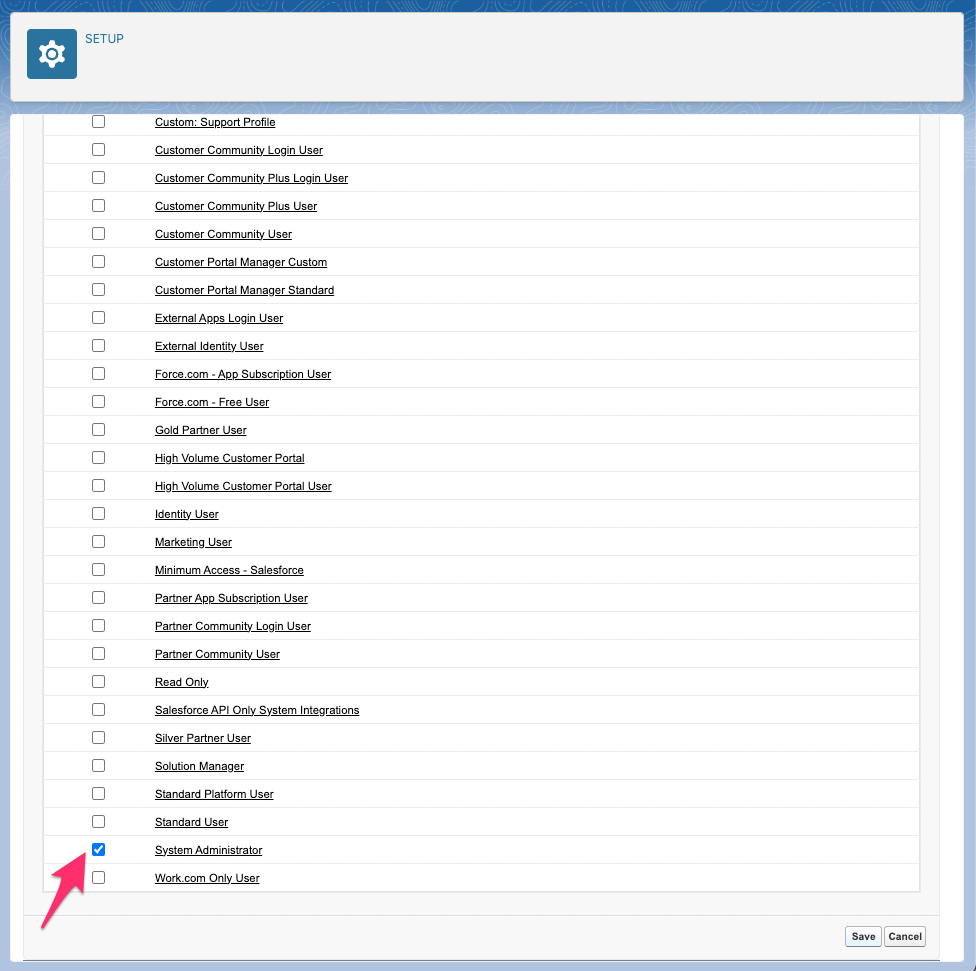 SETUP
Custom: Support Profile
Customer Community Login User
Customer Community Plus Login User
Customer Community Plus User
Customer Community User
Customer Portal Manager Custom
Customer Portal Manager Standard
External Apps Login User
External Identity User
Force.com - App Subscription User
Force.com - Free User
Gold Partner User
High Volume Customer Portal
High Volume Customer Portal User
Identity User
Marketing User
Minimum Access - Salesforce
Partner App Subscription User
Partner Community Login User
Partner Community User
Read Only
Salesforce API Only System Integrations
Silver Partner User
Solution Manager
Standard Platform User
Standard User
System Administrator
Work.com Only User
Save Cancel